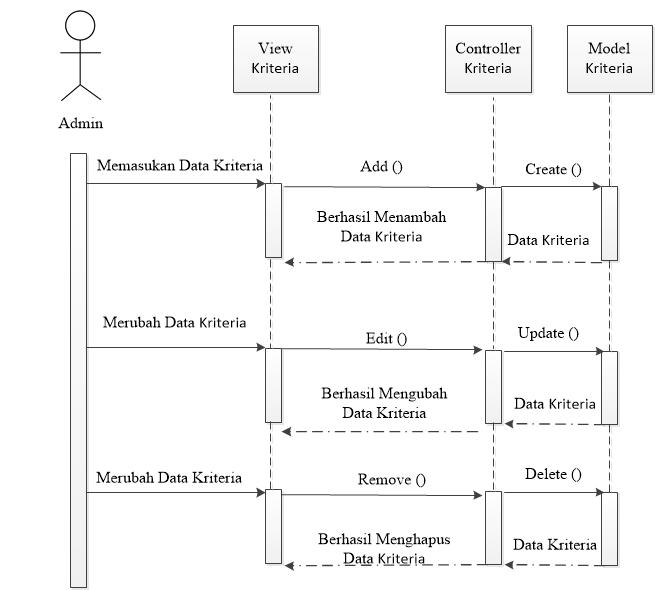 View
Kriteria
Controller
Kriteria
Model
Kriteria
Admin
Memasukan Data Kriteria
Add ()
Create ()
Berhasil Menambah
Data Kriteria
Data Kriteria
Merubah Data Kriteria
Edit ()
Update ()
Berhasil Mengubah
Data Kriteria
Data Kriteria
Merubah Data Kriteria
Remove ()
Delete ()
Berhasil Menghapus
Data Kriteria
Data Kriteria